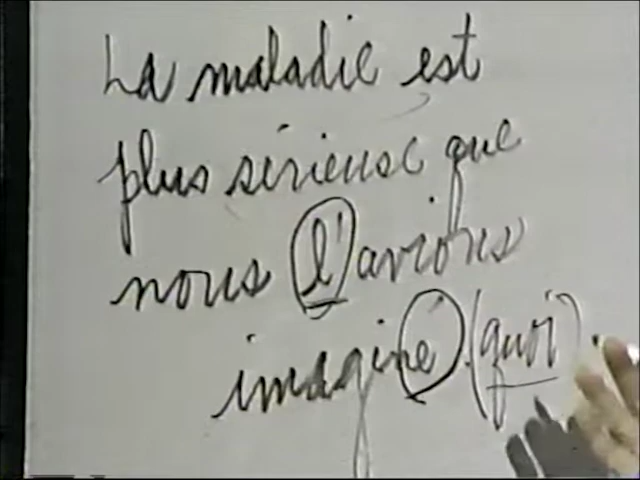 La maladie est
plus sérieuse que
nous l'avions
imaginé (quoi).